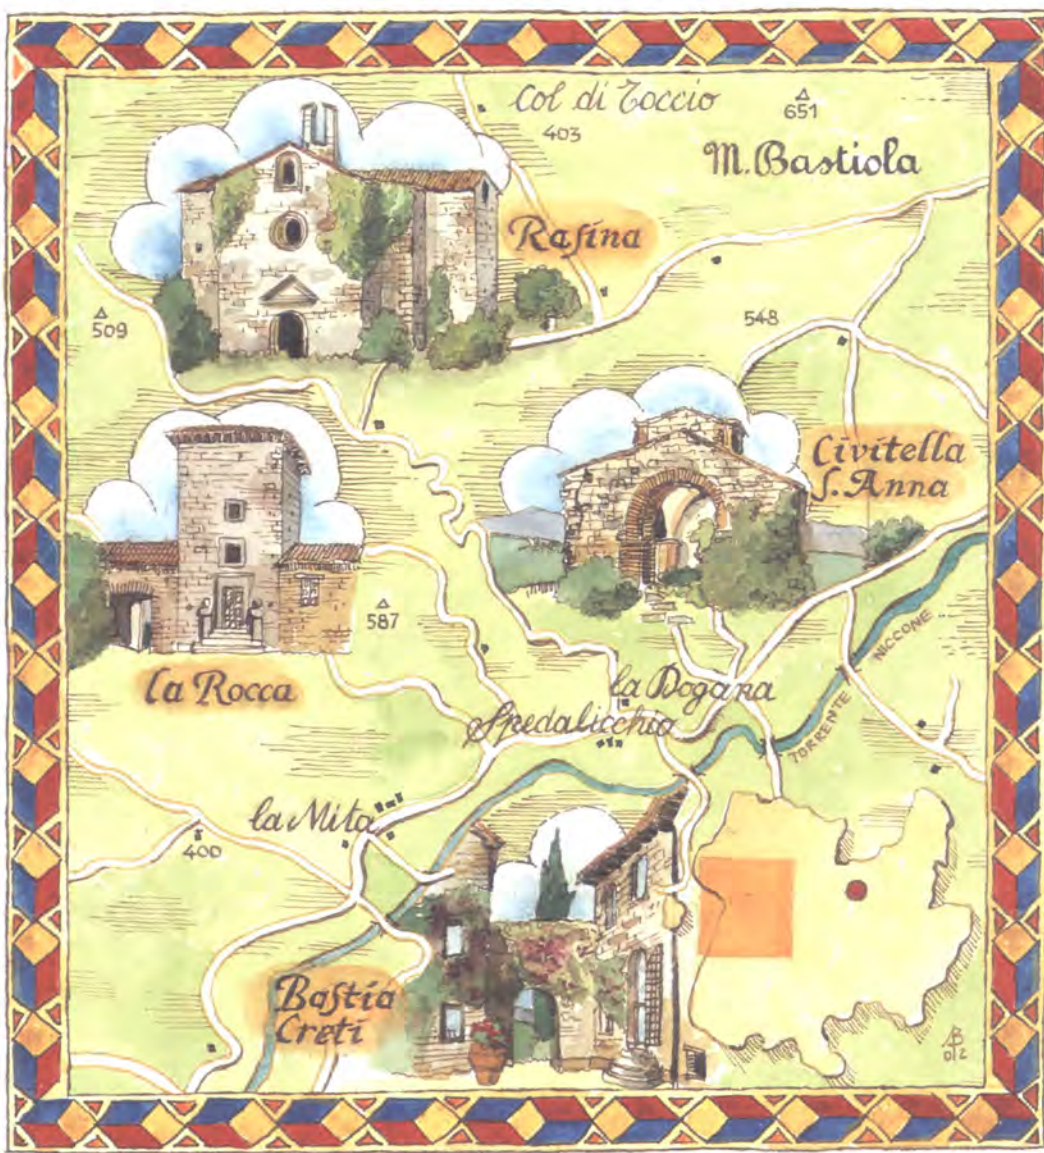 Col di Toccio
403
651
M. Bastiola
Rasina
509
548
Civitella
S. Anna
587
la Rocca
NICCONE
TORRENTE
la Dogana
Spedalicchio
la Mita
400
Bastia
Creti